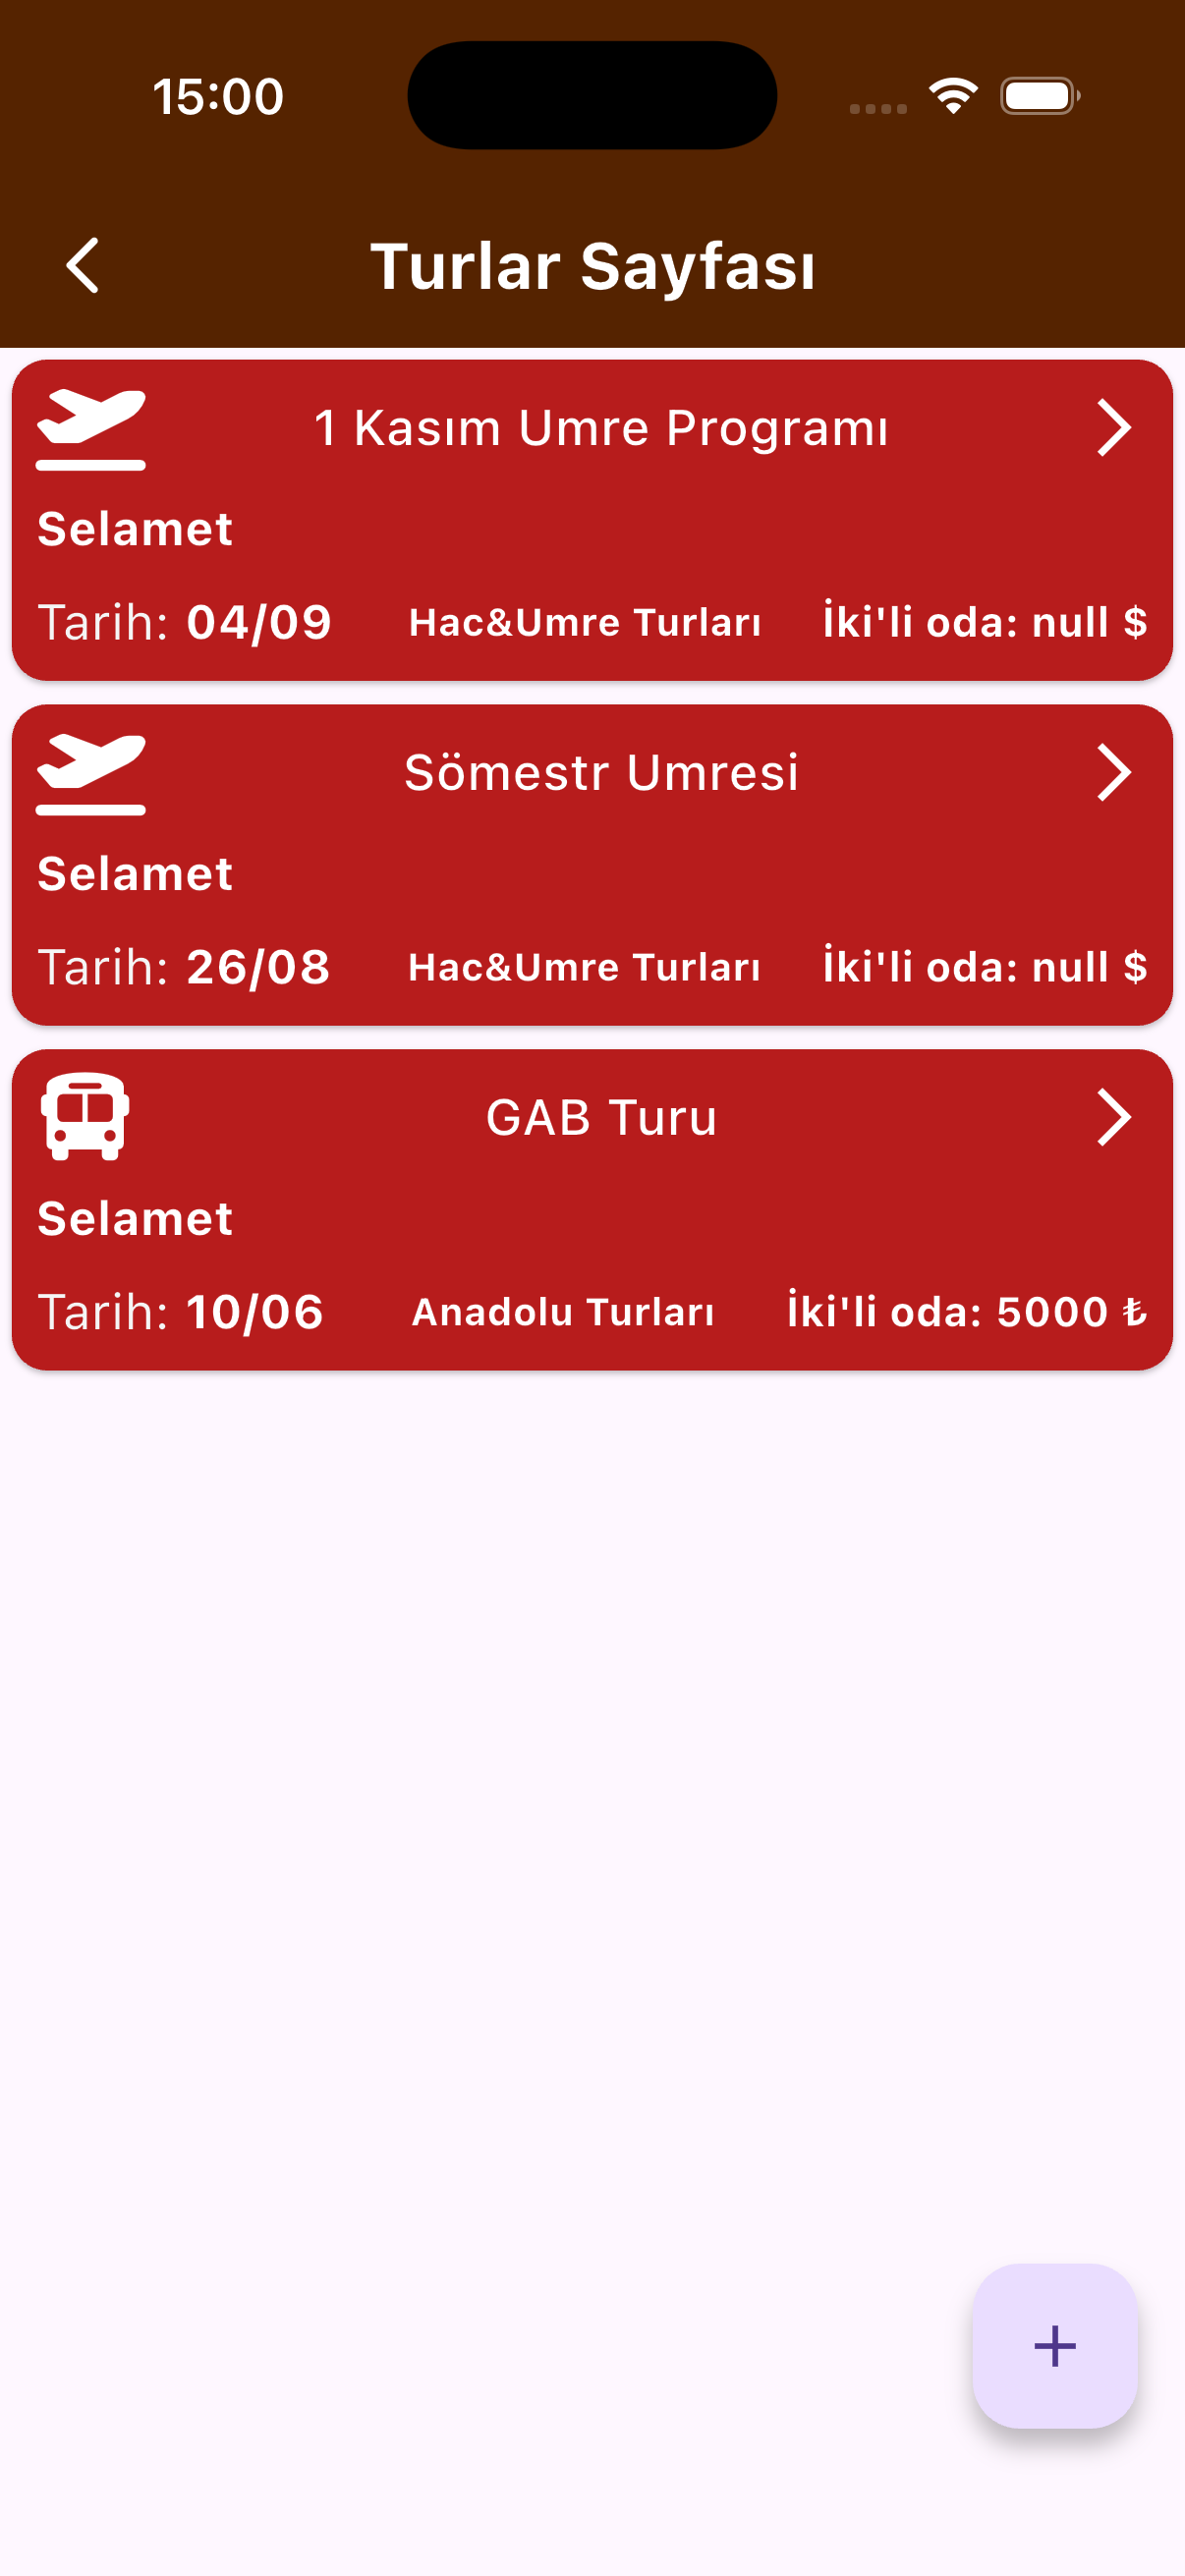 15:00
Turlar Sayfası
1 Kasım Umre Programı
Selamet
Tarih: 04/09 Hac&Umre Turları İki'li oda: null $
Sömestr Umresi
Selamet
Tarih: 26/08 Hac&Umre Turları İki'li oda: null $
GAB Turu
Selamet
Tarih: 10/06 Anadolu Turları İki'li oda: 5000 ₺